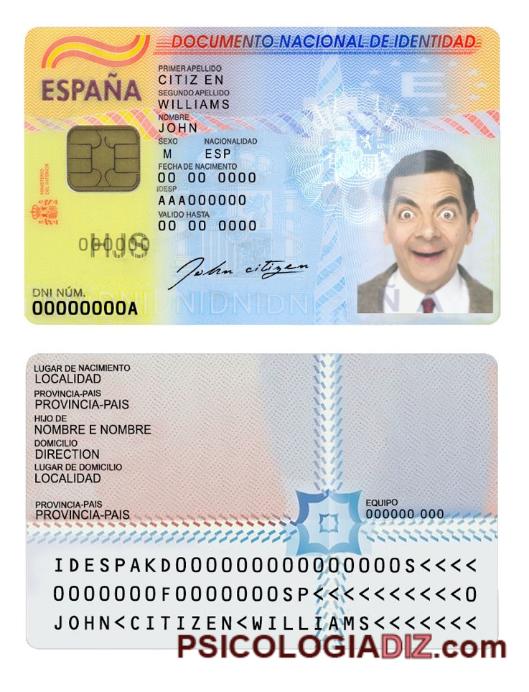 DOCUMENTO NACIONAL DE IDENTIDAD
ESPAÑA
PRIMER APELLIDO
CITIZ EN
SEGUNDO APELLIDO
WILLIAMS
NOMBRE
JOHN
SEXO NACIONALIDAD
M ESP
FECHA DE NACIMIENTO
00 00 0000
IDESP
AAA000000
VALIDO HASTA
00 00 0000
MINISTERIO
DEL INTERIOR
John citizen
DNI NÚM.
00000000A
LUGAR DE NACIMIENTO
LOCALIDAD
PROVINCIA-PAIS
PROVINCIA-PAIS
HIJO DE
NOMBRE E NOMBRE
DOMICILIO
DIRECTION
LUGAR DE DOMICILIO
LOCALIDAD
PROVINCIA-PAIS
PROVINCIA-PAIS
EQUIPO
000000 000
IDESPAKD000000000000000S<<<<
0000000F0000000SP<<<<<<<<<<0
JOHN<CITIZEN<WILLIAMS<<<<<<<
PSICOLOGIADIZ.com